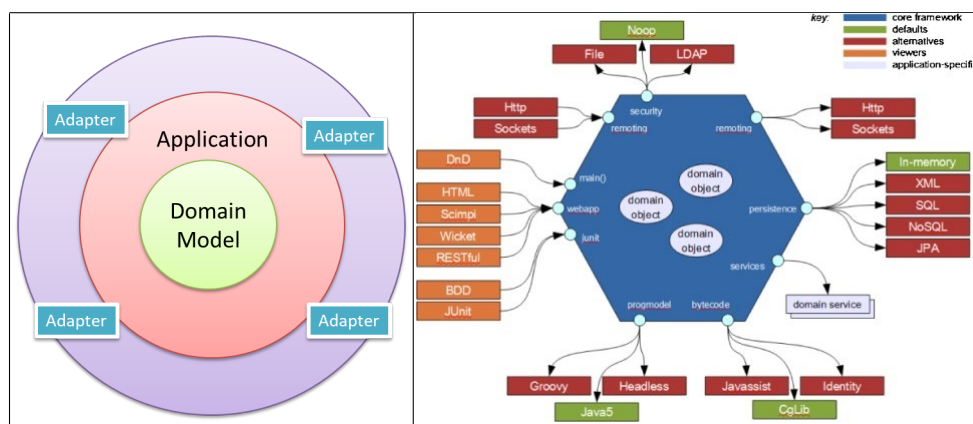 Adapter
Adapter
Application
Domain
Model
Adapter
Adapter
key:
core framework
defaults
alternatives
viewers
application-specifi
Noop
File
LDAP
security
Http
Sockets
remoting
remoting
Http
Sockets
DnD
main()
HTML
Scimpi
Wicket
RESTful
webapp
junit
BDD
JUnit
domain
object
domain
object
domain
object
persistence
In-memory
XML
SQL
NoSQL
JPA
services
domain service
progmodel
bytecode
Groovy
Headless
Java5
Javassist
Identity
CgLib